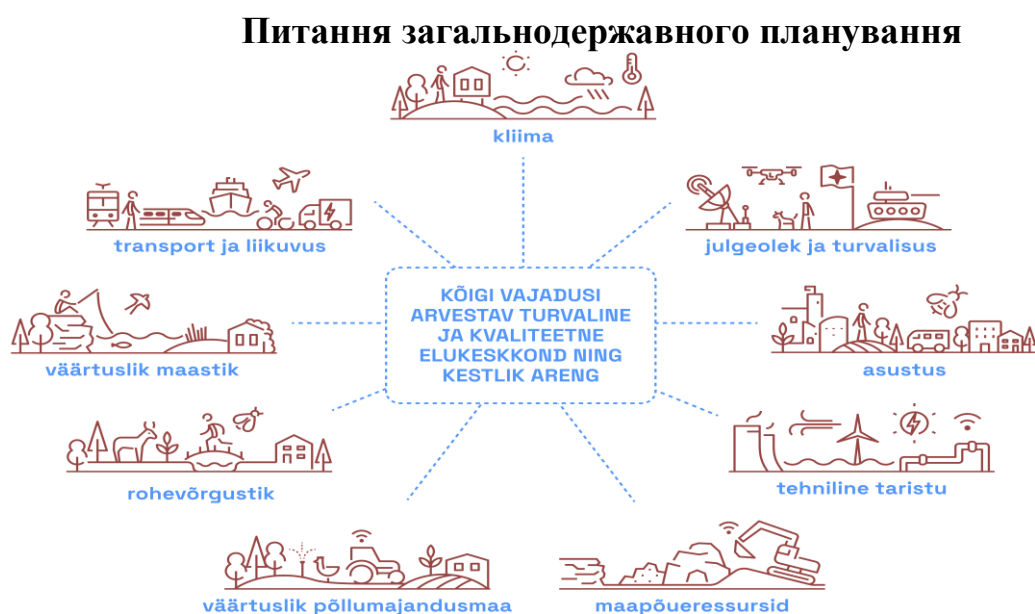 Питання загальнодержавного планування
kliima
transport ja liikuvus
julgeolek ja turvalisus
KÕIGI VAJADUSI
ARVESTAV TURVALINE
JA KVALITEETNE
ELUKESKKOND NING
KESTLIK ARENG
väärtuslik maastik
asustus
rohevõrgustik
tehniline taristu
väärtuslik põllumajandusmaa
maapõueressursid